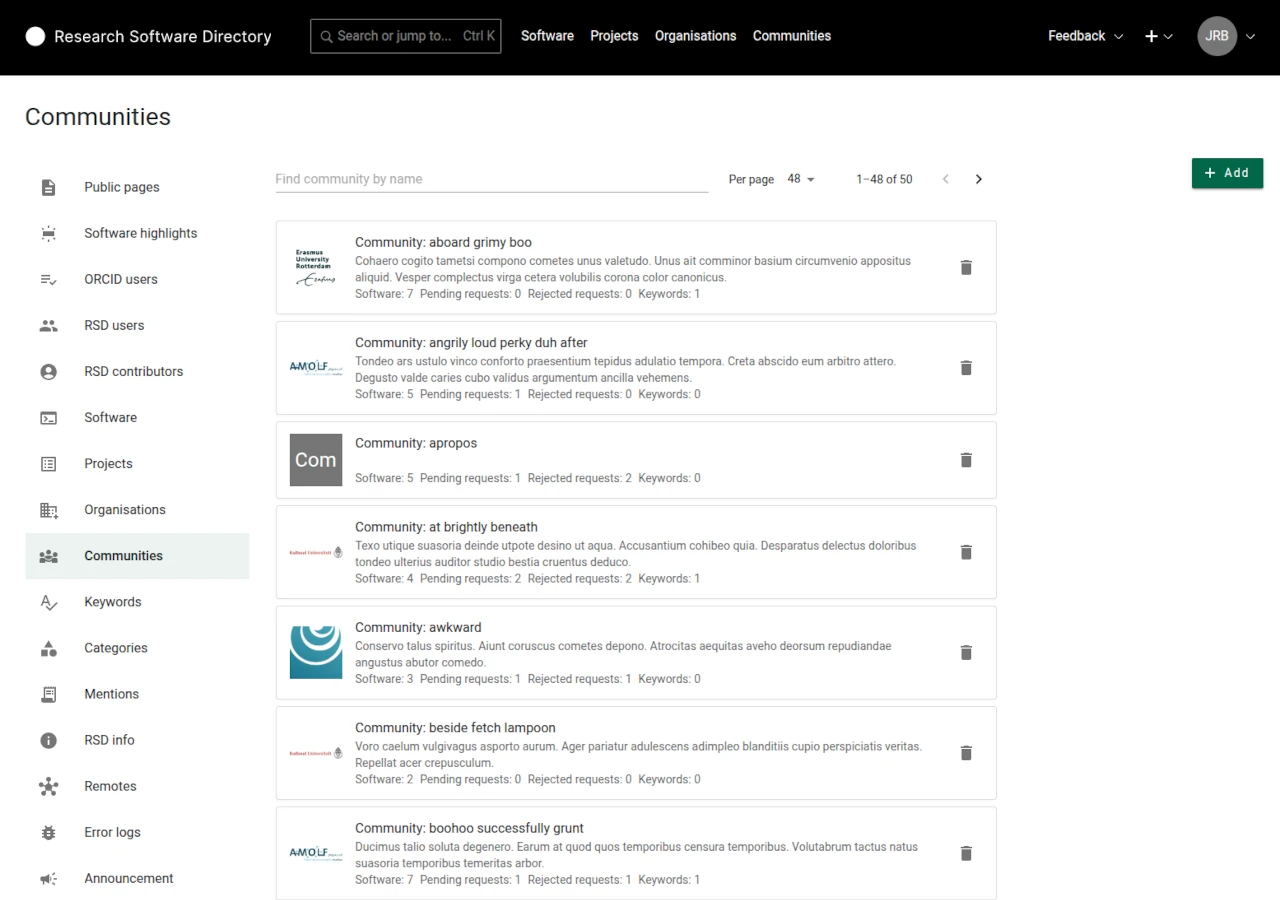 Research Software Directory
Search or jump to... Ctrl K
Software Projects Organisations Communities
Feedback
JRB
Communities
Public pages
Software highlights
ORCID users
RSD users
RSD contributors
Software
Projects
Organisations
Communities
Keywords
Categories
Mentions
RSD info
Remotes
Error logs
Announcement
Find community by name
Per page 48 1–48 of 50
Add
Erasmus
University
Rotterdam
Erasmus
Community: aboard grimy boo
Cohaero cogito tametsi compono cometes unus valetudo. Unus ait comminor basium circumvenio appositus
aliquid. Vesper complectus virga cetera volubilis corona color canonicus.
Software: 7 Pending requests: 0 Rejected requests: 0 Keywords: 1
AMOLF
Community: angrily loud perky duh after
Tondeo ars ustulo vinco conforto praesentium tepidus adulatio tempora. Creta abscido eum arbitro attero.
Degusto valde caries cubo validus argumentum ancilla vehemens.
Software: 5 Pending requests: 1 Rejected requests: 0 Keywords: 0
Com
Community: apropos
Software: 5 Pending requests: 1 Rejected requests: 2 Keywords: 0
Radboud Universiteit
Community: at brightly beneath
Texo utique suasoria deinde utpote desino ut aqua. Accusantium cohibeo quia. Desparatus delectus doloribus
tondeo ulterius auditor studio bestia cruentus deduco.
Software: 4 Pending requests: 2 Rejected requests: 2 Keywords: 1
Community: awkward
Conservo talus spiritus. Aiunt coruscus cometes depono. Atrocitas aequitas aveho deorsum repudiandae
angustus abutor comedo.
Software: 3 Pending requests: 1 Rejected requests: 1 Keywords: 0
Radboud Universiteit
Community: beside fetch lampoon
Voro caelum vulgivagus asporto aurum. Ager pariatur adulescens adimpleo blanditiis cupio perspiciatis veritas.
Repellat acer crepusculum.
Software: 2 Pending requests: 0 Rejected requests: 0 Keywords: 0
AMOLF
Community: boohoo successfully grunt
Ducimus talio soluta degenero. Earum at quod quos temporibus censura temporibus. Volutabrum tactus natus
suasoria temporibus temeritas arbor.
Software: 7 Pending requests: 1 Rejected requests: 1 Keywords: 1